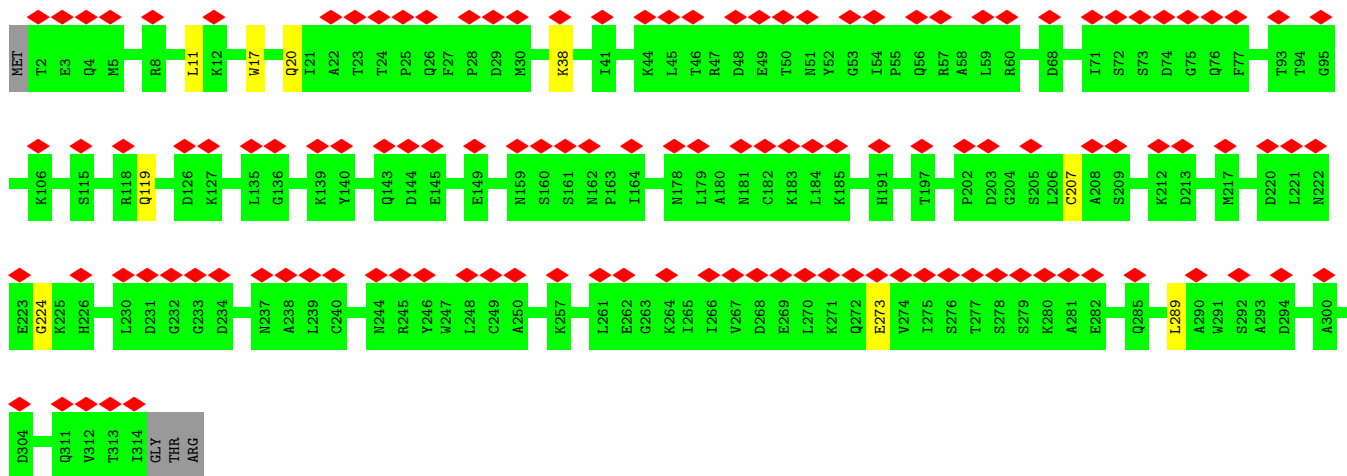 MET T2 E3 Q4 M5 R8 L11 K12 W17 Q20 I21 A22 T23 T24 P25 Q26 F27 P28 D29 M30 K38 I41 K44 L45 T46 R47 D48 E49 T50 N51 Y52 G53 I54 P55 Q56 R57 A58 L59 R60 D68 I71 S72 S73 D74 G75 Q76 F77 T93 T94 G95
K106 S115 R118 Q119 D126 K127 L135 G136 K139 Y140 Q143 D144 E145 E149 N159 S160 S161 N162 P163 I164 N178 L179 A180 N181 C182 K183 L184 K185 H191 T197 P202 D203 G204 S205 L206 C207 A208 S209 K212 D213 M217 D220 L221 N222
E223 G224 K225 H226 L230 D231 G232 G233 D234 N237 A238 L239 C240 N244 R245 Y246 W247 L248 C249 A250 K257 L261 E262 G263 K264 I265 I266 V267 D268 E269 L270 K271 Q272 E273 V274 I275 S276 T277 S278 S279 K280 A281 E282 Q285 L289 A290 W291 S292 A293 D294 A300
D304 Q311 V312 T313 I314 GLY THR ARG